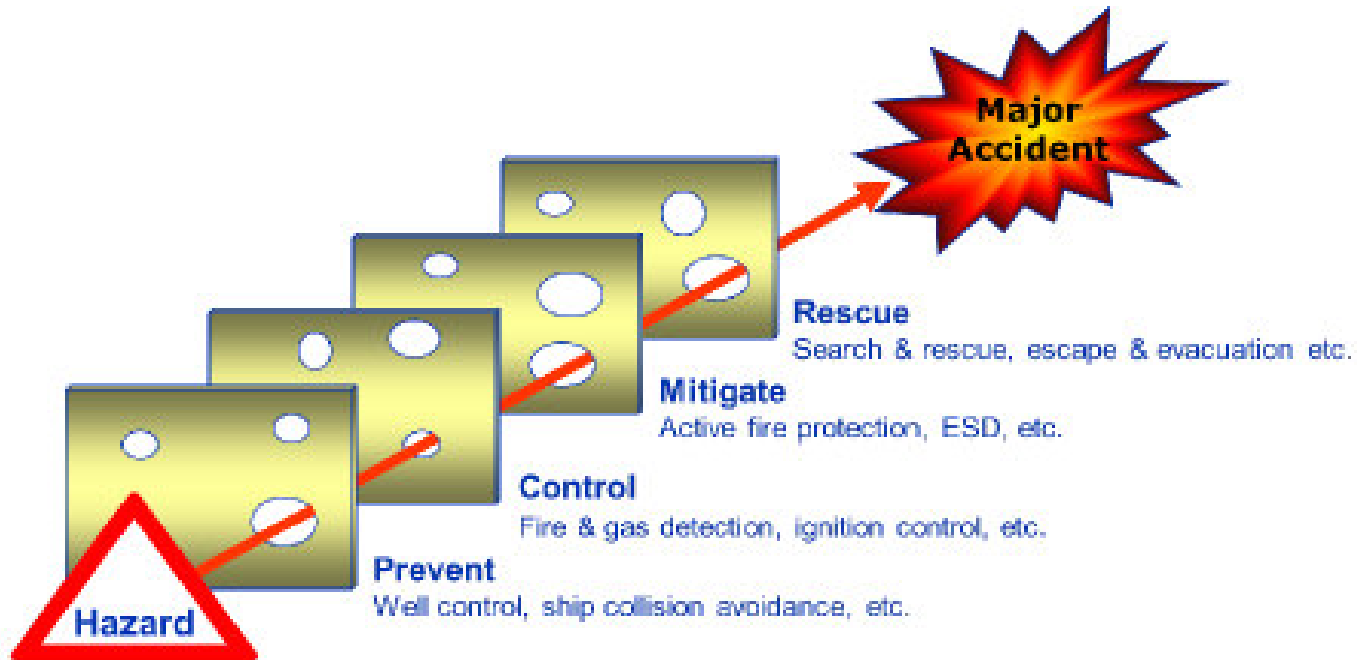 Major
Accident
Rescue
Search & rescue, escape & evacuation etc.
Mitigate
Active fire protection, ESD, etc.
Control
Fire & gas detection, ignition control, etc.
Prevent
Well control, ship collision avoidance, etc.
Hazard